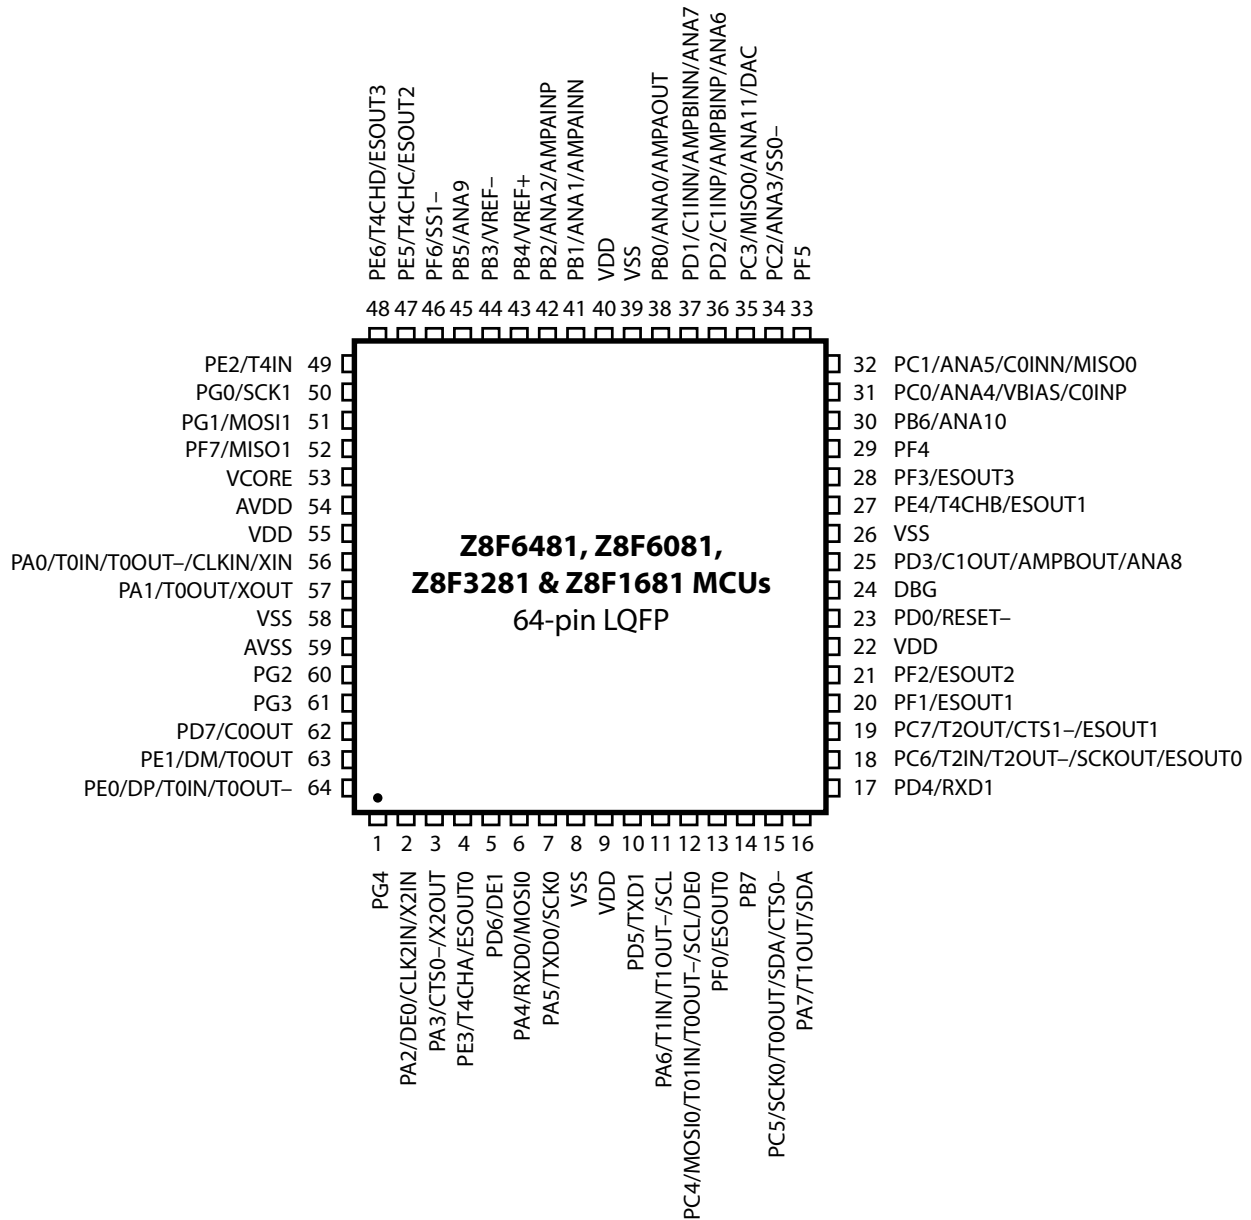 PE6/T4CHD/ESOUT3
PE5/T4CHC/ESOUT2
PF6/SS1–
PB5/ANA9
PB3/VREF–
PB4/VREF+
PB2/ANA2/AMPAINP
PB1/ANA1/AMPAINN
VDD
VSS
PB0/ANA0/AMPAOUT
PD1/C1INN/AMPBINN/ANA7
PD2/C1INP/AMPBINP/ANA6
PC3/MISO0/ANA11/DAC
PC2/ANA3/SS0–
PF5
48 47 46 45 44 43 42 41 40 39 38 37 36 35 34 33
PE2/T4IN 49
PG0/SCK1 50
PG1/MOSI1 51
PF7/MISO1 52
VCORE 53
AVDD 54
VDD 55
PA0/T0IN/T0OUT–/CLKIN/XIN 56
PA1/T0OUT/XOUT 57
VSS 58
AVSS 59
PG2 60
PG3 61
PD7/C0OUT 62
PE1/DM/T0OUT 63
PE0/DP/T0IN/T0OUT– 64
Z8F6481, Z8F6081,
Z8F3281 & Z8F1681 MCUs
64-pin LQFP
32 PC1/ANA5/C0INN/MISO0
31 PC0/ANA4/VBIAS/C0INP
30 PB6/ANA10
29 PF4
28 PF3/ESOUT3
27 PE4/T4CHB/ESOUT1
26 VSS
25 PD3/C1OUT/AMPBOUT/ANA8
24 DBG
23 PD0/RESET–
22 VDD
21 PF2/ESOUT2
20 PF1/ESOUT1
19 PC7/T2OUT/CTS1–/ESOUT1
18 PC6/T2IN/T2OUT–/SCKOUT/ESOUT0
17 PD4/RXD1
1 2 3 4 5 6 7 8 9 10 11 12 13 14 15 16
PG4
PA2/DE0/CLK2IN/X2IN
PA3/CTS0–/X2OUT
PE3/T4CHA/ESOUT0
PD6/DE1
PA4/RXD0/MOSI0
PA5/TXD0/SCK0
VSS
VDD
PD5/TXD1
PA6/T1IN/T1OUT–/SCL
PC4/MOSI0/T01IN/T0OUT–/SCL/DE0
PF0/ESOUT0
PB7
PC5/SCK0/T0OUT/SDA/CTS0–
PA7/T1OUT/SDA